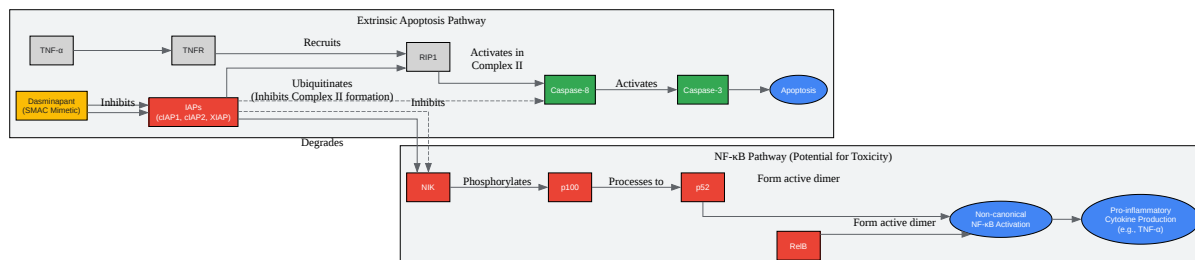 Extrinsic Apoptosis Pathway
TNF-α
TNFR
Recruits
RIP1
Activates in
Complex II
Dasminapant
(SMAC Mimetic)
Inhibits
IAPs
(cIAP1, cIAP2, XIAP)
Ubiquitinates
(Inhibits Complex II formation)
Inhibits
Caspase-8
Activates
Caspase-3
Apoptosis
Degrades
NF-κB Pathway (Potential for Toxicity)
NIK
Phosphorylates
p100
Processes to
p52
Form active dimer
Form active dimer
RelB
Non-canonical
NF-κB Activation
Pro-inflammatory
Cytokine Production
(e.g., TNF-α)